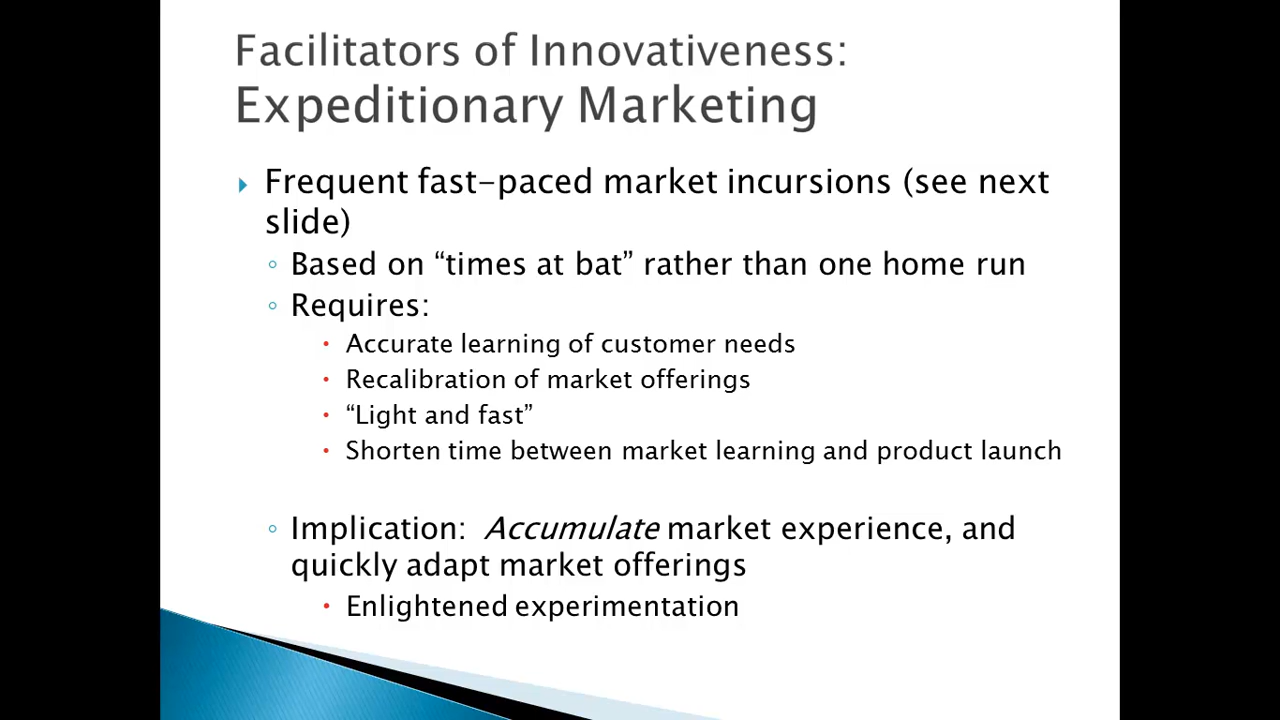 Facilitators of Innovativeness:
Expeditionary Marketing
Frequent fast-paced market incursions (see next
slide)
Based on “times at bat” rather than one home run
Requires:
Accurate learning of customer needs
Recalibration of market offerings
“Light and fast”
Shorten time between market learning and product launch
Implication: Accumulate market experience, and
quickly adapt market offerings
Enlightened experimentation